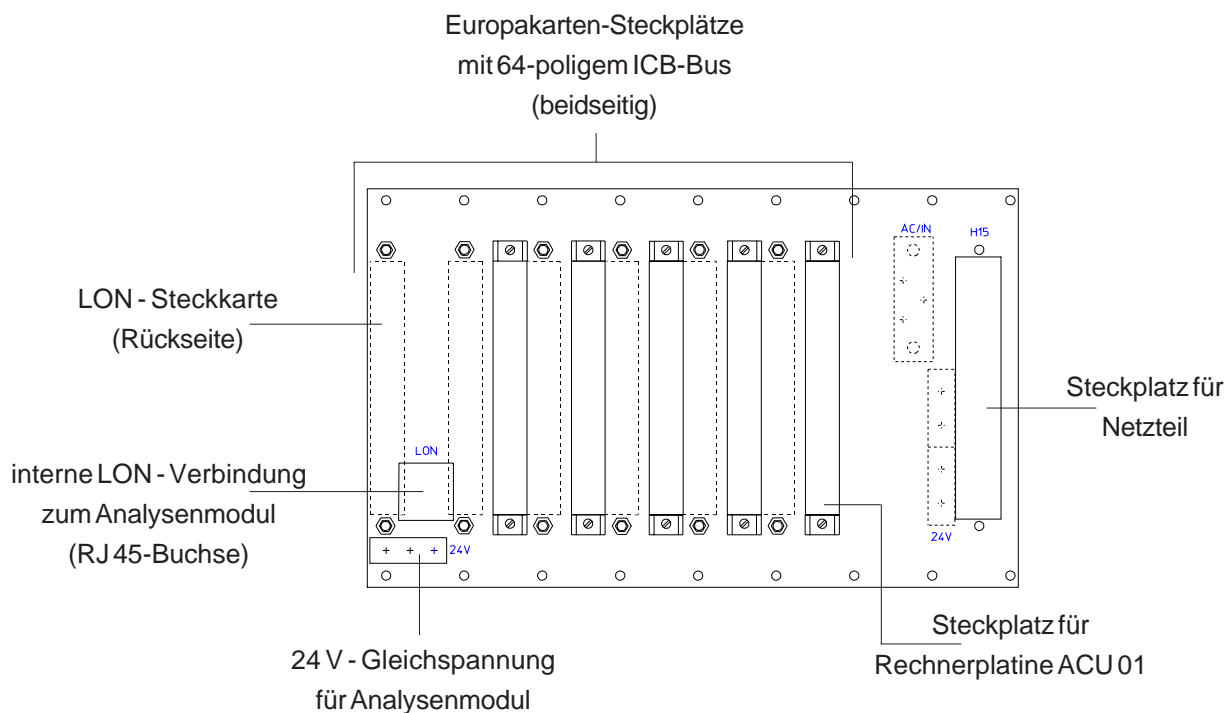 Europakarten-Steckplätze
mit 64-poligem ICB-Bus
(beidseitig)
AC/IN
H15
LON - Steckkarte
(Rückseite)
Steckplatz für
Netzteil
LON
interne LON - Verbindung
zum Analysenmodul
(RJ 45-Buchse)
24V
24V
Steckplatz für
Rechnerplatine ACU 01
24 V - Gleichspannung
für Analysenmodul